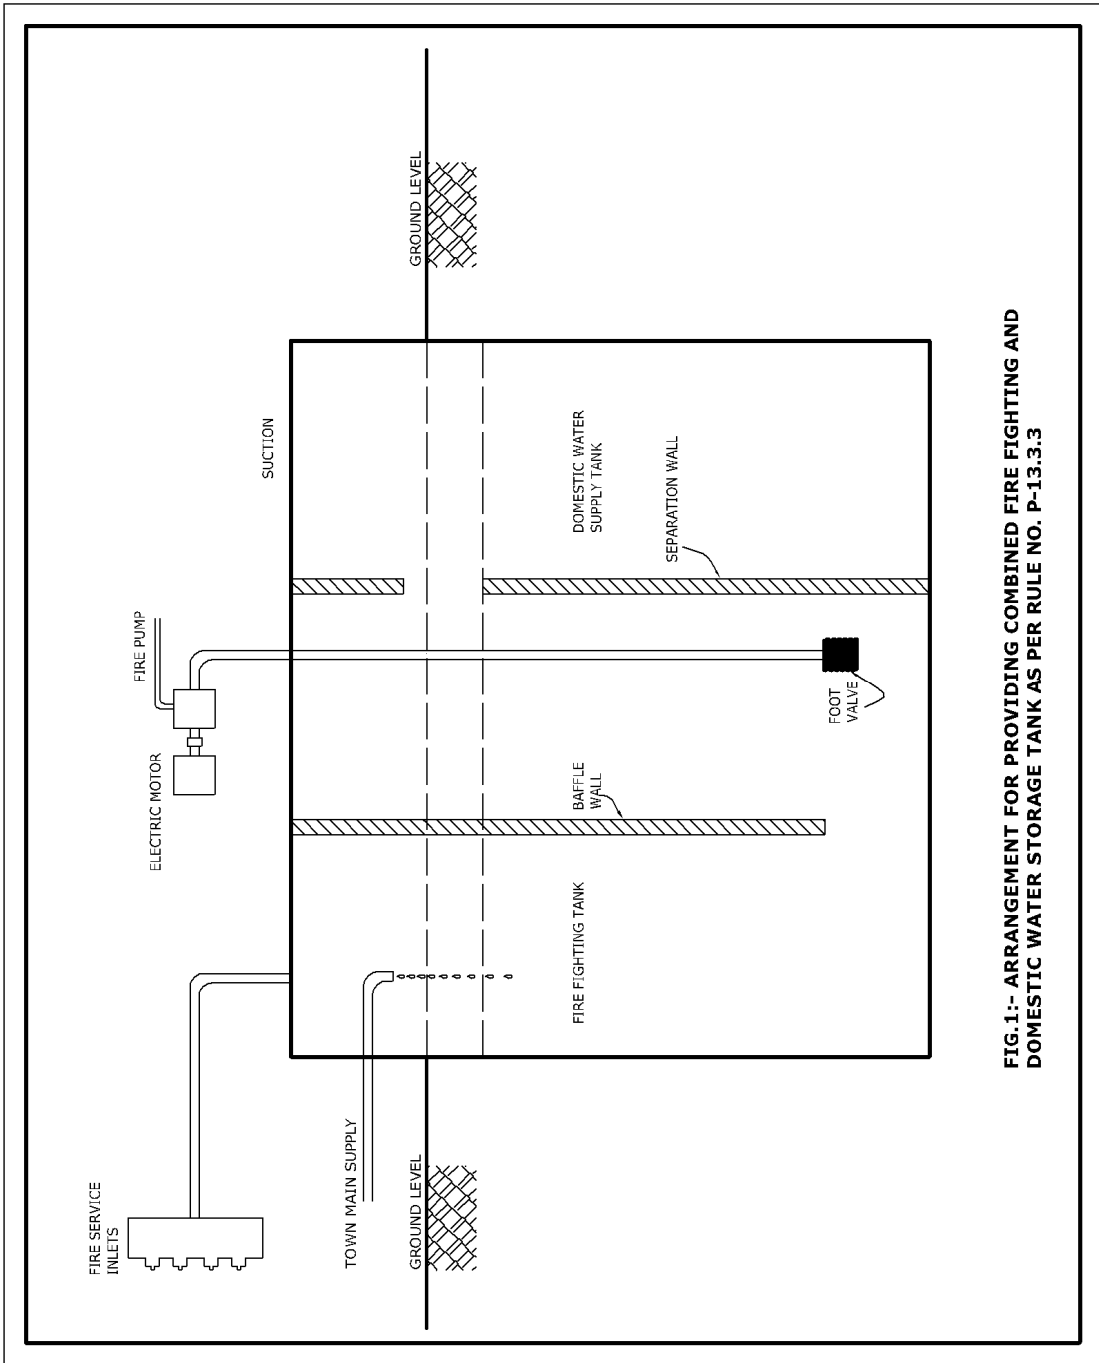 FIRE SERVICE
INLETS
ELECTRIC MOTOR
FIRE PUMP
SUCTION
TOWN MAIN SUPPLY
GROUND LEVEL
GROUND LEVEL
FIRE FIGHTING TANK
BAFFLE
WALL
DOMESTIC WATER
SUPPLY TANK
SEPARATION WALL
FOOT
VALVE
FIG.1:- ARRANGEMENT FOR PROVIDING COMBINED FIRE FIGHTING AND
DOMESTIC WATER STORAGE TANK AS PER RULE NO. P-13.3.3